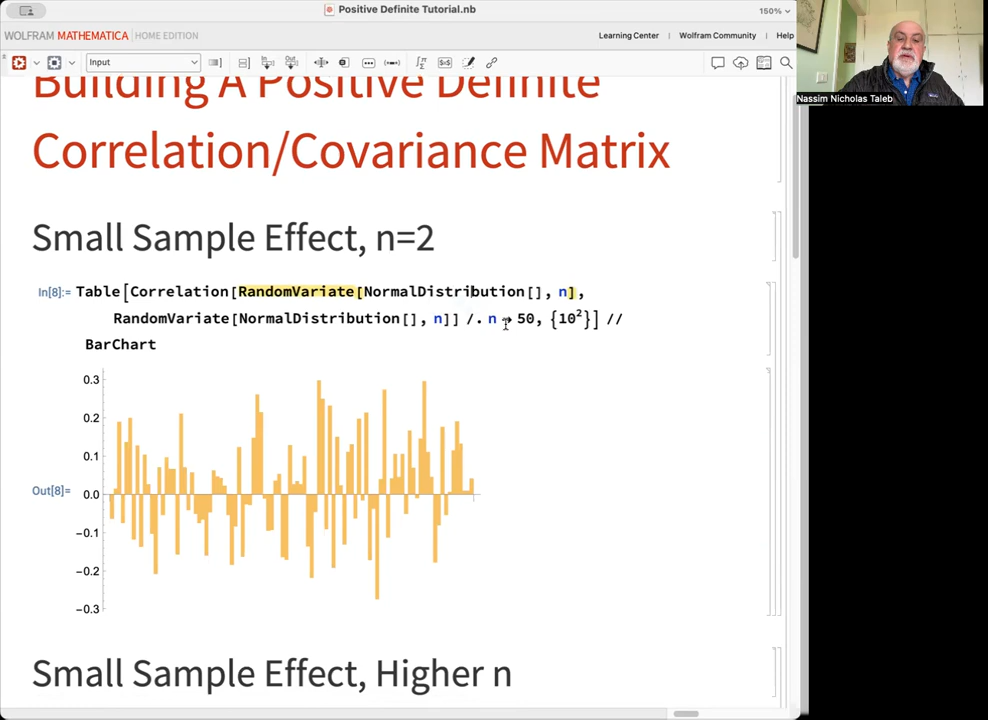 Positive Definite Tutorial.nb
150%
WOLFRAM MATHEMATICA HOME EDITION
Learning Center
Wolfram Community
Help
Input
Nassim Nicholas Taleb
Building A Positive Definite
Correlation/Covariance Matrix
Small Sample Effect, n=2
In[8]:= Table[Correlation[RandomVariate[NormalDistribution[], n],
RandomVariate[NormalDistribution[], n]] /. n → 50, {10²}] //
BarChart
0.3
0.2
0.1
Out[8]= 0.0
-0.1
-0.2
-0.3
Small Sample Effect, Higher n